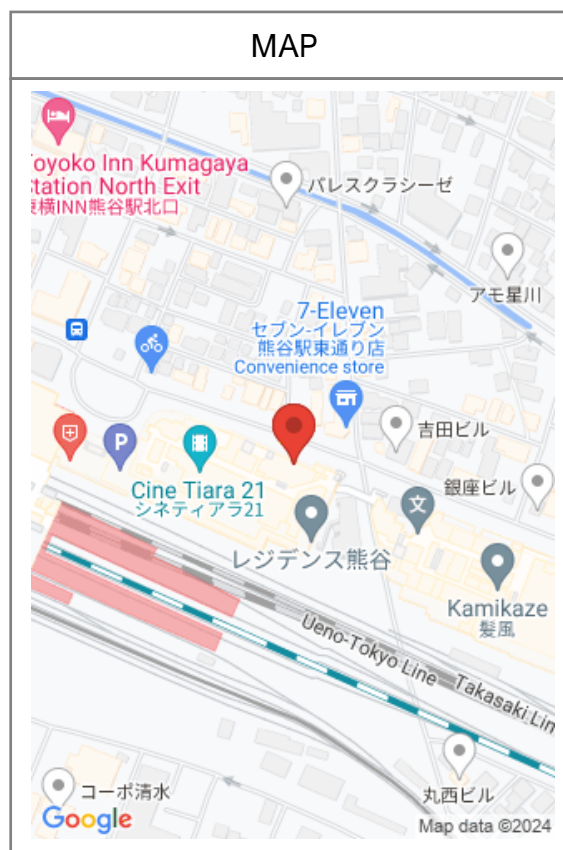 MAP
Toyoko Inn Kumagaya
Station North Exit
東横INN熊谷駅北口
パレスクラシーゼ
アモ星川
7-Eleven
セブン-イレブン
熊谷駅東通り店
Convenience store
吉田ビル
P
Cine Tiara 21
シネティアラ21
銀座ビル
文
レジデンス熊谷
Kamikaze
髪風
Ueno-Tokyo Line
Takasaki Lin
コーポ清水
丸西ビル
Google
Map data ©2024